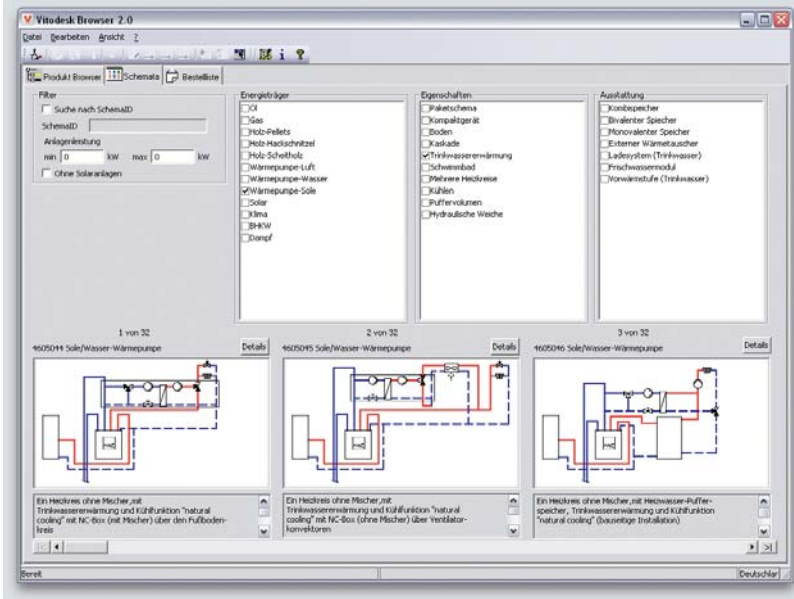 Vitodesk Browser 2.0
Datei Bearbeiten Ansicht ?
Produkt Browser Schemata Bestellliste
Filter
Suche nach SchemaID
SchemaID
Anlagenleistung
min 0 kW max 0 kW
Ohne Solaranlagen
Energieträger
Öl
Gas
Holz-Pellets
Holz-Hackschnitzel
Holz-Scheitholz
Wärmepumpe-Luft
Wärmepumpe-Wasser
Wärmepumpe-Sole
Solar
Klima
BHKW
Dampf
Eigenschaften
Paketschema
Kompaktgerät
Boden
Kaskade
Trinkwassererwärmung
Schwimmbad
Mehrere Heizkreise
Kühlen
Puffervolumen
Hydraulische Weiche
Ausstattung
Kombispeicher
Bivalenter Speicher
Monovalenter Speicher
Externer Wärmetauscher
Ladesystem (Trinkwasser)
Frischwassermodul
Vorwärmstufe (Trinkwasser)
1 von 32
4605044 Sole/Wasser-Wärmepumpe Details
Ein Heizkreis ohne Mischer,mit
Trinkwassererwärmung und Kühlfunktion "natural
cooling" mit NC-Box (mit Mischer) über den Fußboden-
kreis
2 von 32
4605045 Sole/Wasser-Wärmepumpe Details
Ein Heizkreis ohne Mischer,mit
Trinkwassererwärmung und Kühlfunktion "natural
cooling" mit NC-Box (ohne Mischer) über Ventilator-
konvektoren
3 von 32
4605046 Sole/Wasser-Wärmepumpe Details
Ein Heizkreis ohne Mischer,mit Heizwasser-Puffer-
speicher, Trinkwassererwärmung und Kühlfunktion
"natural cooling" (bauseitige Installation)
Bereit
Deutschlan